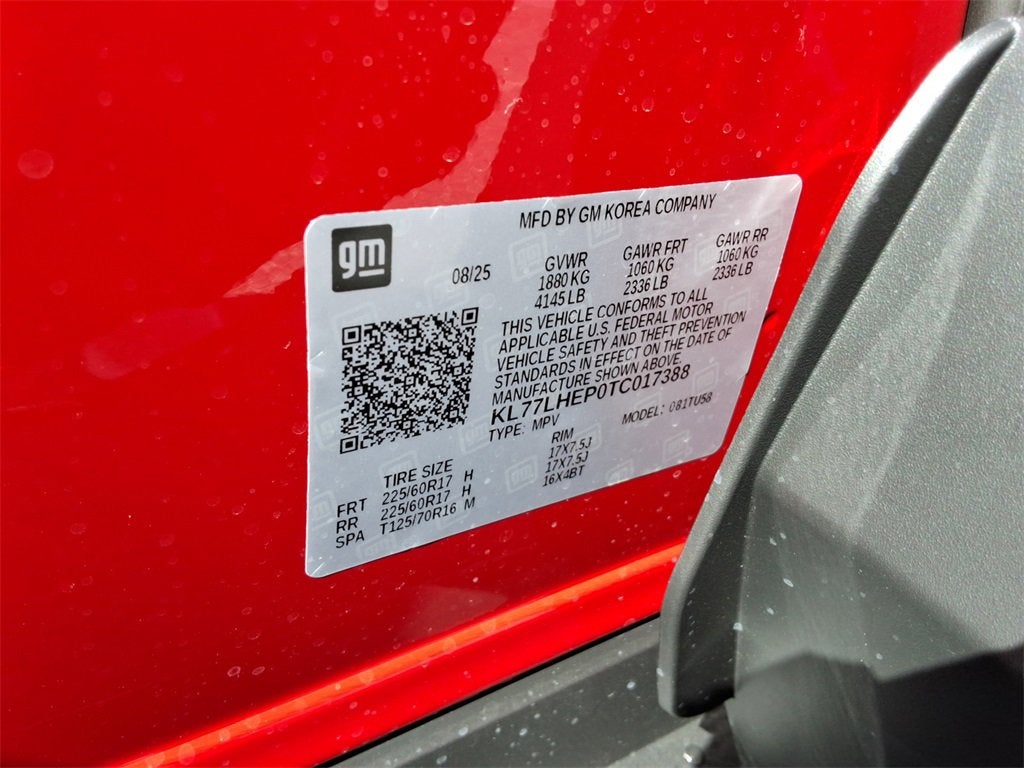 MFD BY GM KOREA COMPANY
gm
08/25
GVWR
1880 KG
4145 LB
GAWR FRT
1060 KG
2336 LB
GAWR RR
1060 KG
2336 LB
THIS VEHICLE CONFORMS TO ALL
APPLICABLE U.S. FEDERAL MOTOR
VEHICLE SAFETY AND THEFT PREVENTION
STANDARDS IN EFFECT ON THE DATE OF
MANUFACTURE SHOWN ABOVE.
KL77LHEP0TC017388
TYPE: MPV MODEL: 081TU58
TIRE SIZE RIM
FRT 225/60R17 H 17X7.5J
RR 225/60R17 H 17X7.5J
SPA T125/70R16 M 16X4BT